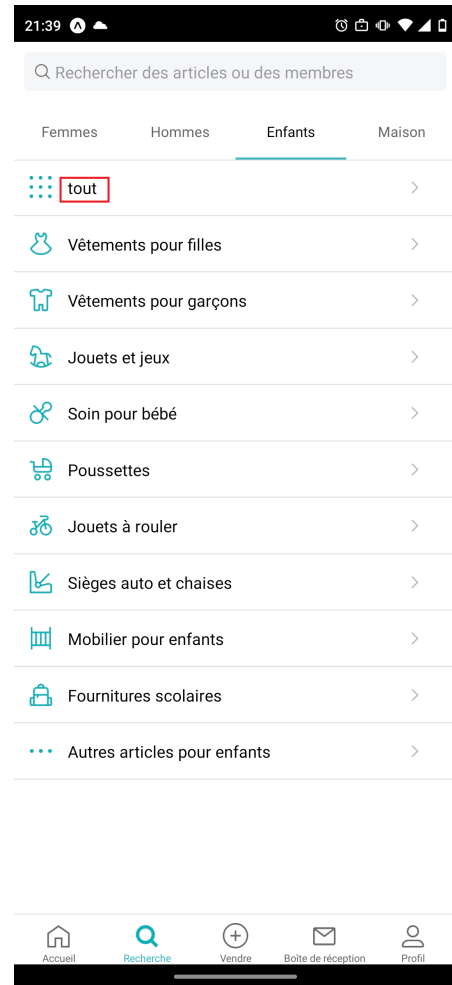 21:39
Rechercher des articles ou des membres
Femmes Hommes Enfants Maison
tout
Vêtements pour filles
Vêtements pour garçons
Jouets et jeux
Soin pour bébé
Poussettes
Jouets à rouler
Sièges auto et chaises
Mobilier pour enfants
Fournitures scolaires
Autres articles pour enfants
Accueil Recherche Vendre Boîte de réception Profil